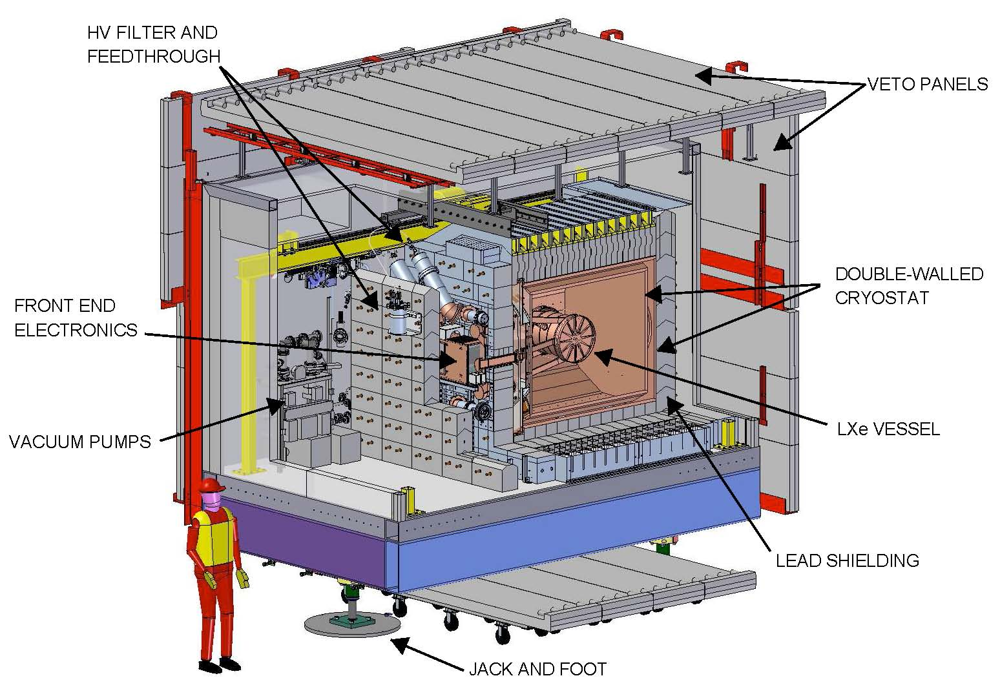 HV FILTER AND
FEEDTHROUGH
VETO PANELS
FRONT END
ELECTRONICS
DOUBLE-WALLED
CRYOSTAT
VACUUM PUMPS
LXe VESSEL
LEAD SHIELDING
JACK AND FOOT